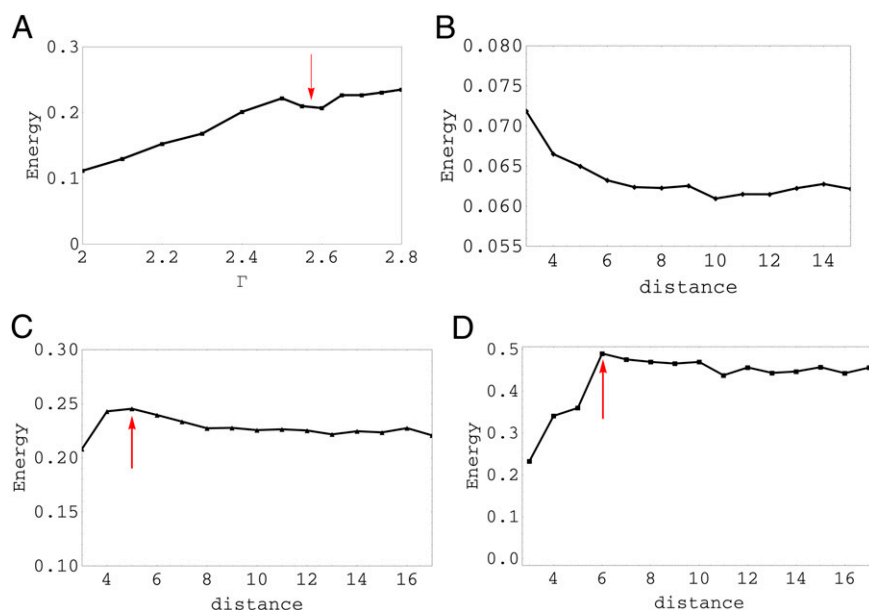 A
0.3
0.2
0.1
0
Energy
2 2.2 2.4 2.6 2.8
Γ
B
0.080
0.075
0.070
0.065
0.060
0.055
Energy
4 6 8 10 12 14
distance
C
0.30
0.25
0.20
0.15
0.10
Energy
4 6 8 10 12 14 16
distance
D
0.5
0.4
0.3
0.2
0.1
0.0
Energy
4 6 8 10 12 14 16
distance